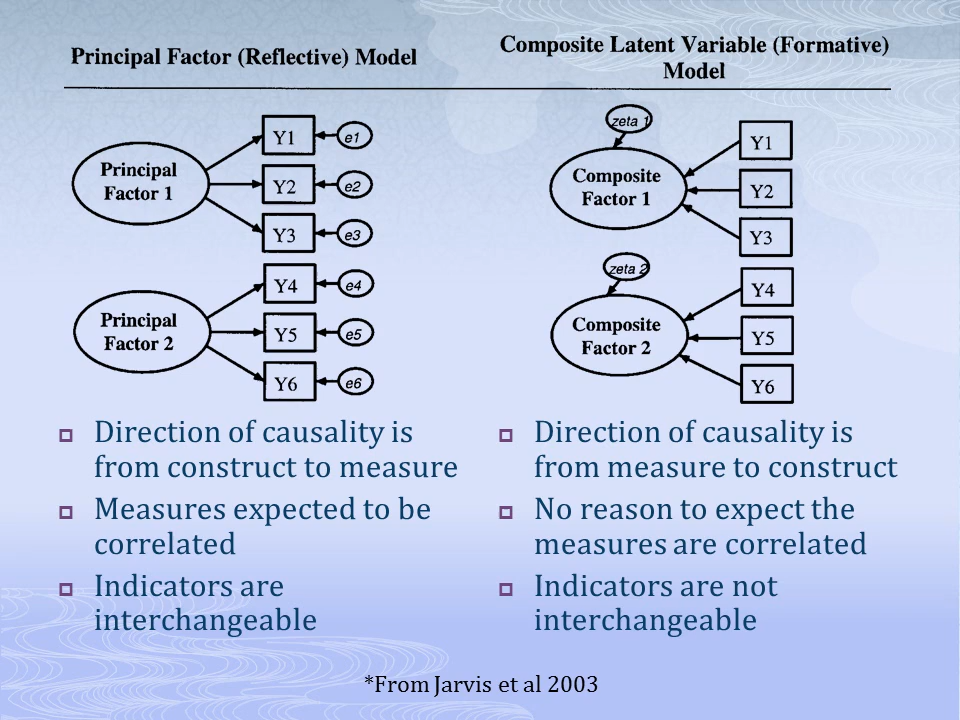 Principal Factor (Reflective) Model
Composite Latent Variable (Formative)
Model
Principal
Factor 1
Y1
e1
Y2
e2
Y3
e3
Principal
Factor 2
Y4
e4
Y5
e5
Y6
e6
zeta 1
Composite
Factor 1
Y1
Y2
Y3
zeta 2
Composite
Factor 2
Y4
Y5
Y6
Direction of causality is
from construct to measure
Measures expected to be
correlated
Indicators are
interchangeable
Direction of causality is
from measure to construct
No reason to expect the
measures are correlated
Indicators are not
interchangeable
*From Jarvis et al 2003